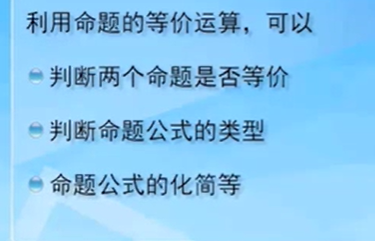 利用命题的等价运算，可以
判断两个命题是否等价
判断命题公式的类型
命题公式的化简等